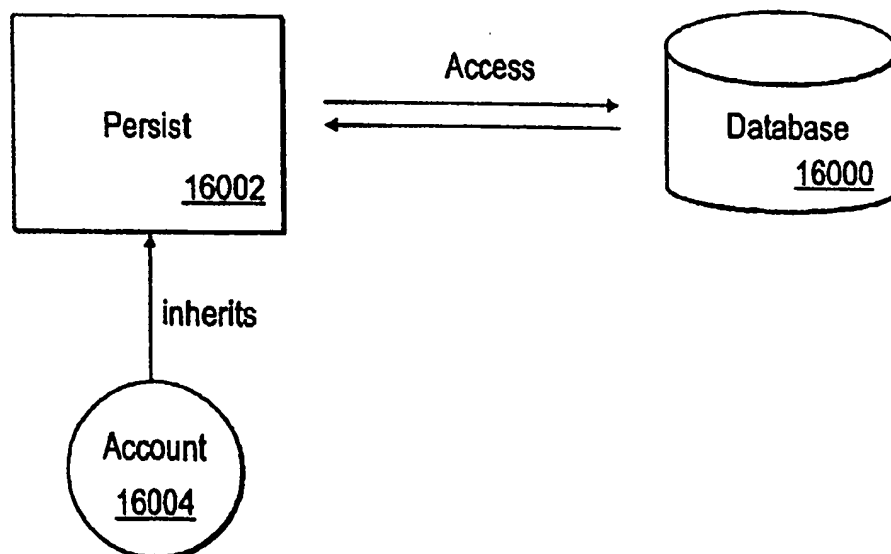 Access
Persist
16002
Database
16000
inherits
Account
16004